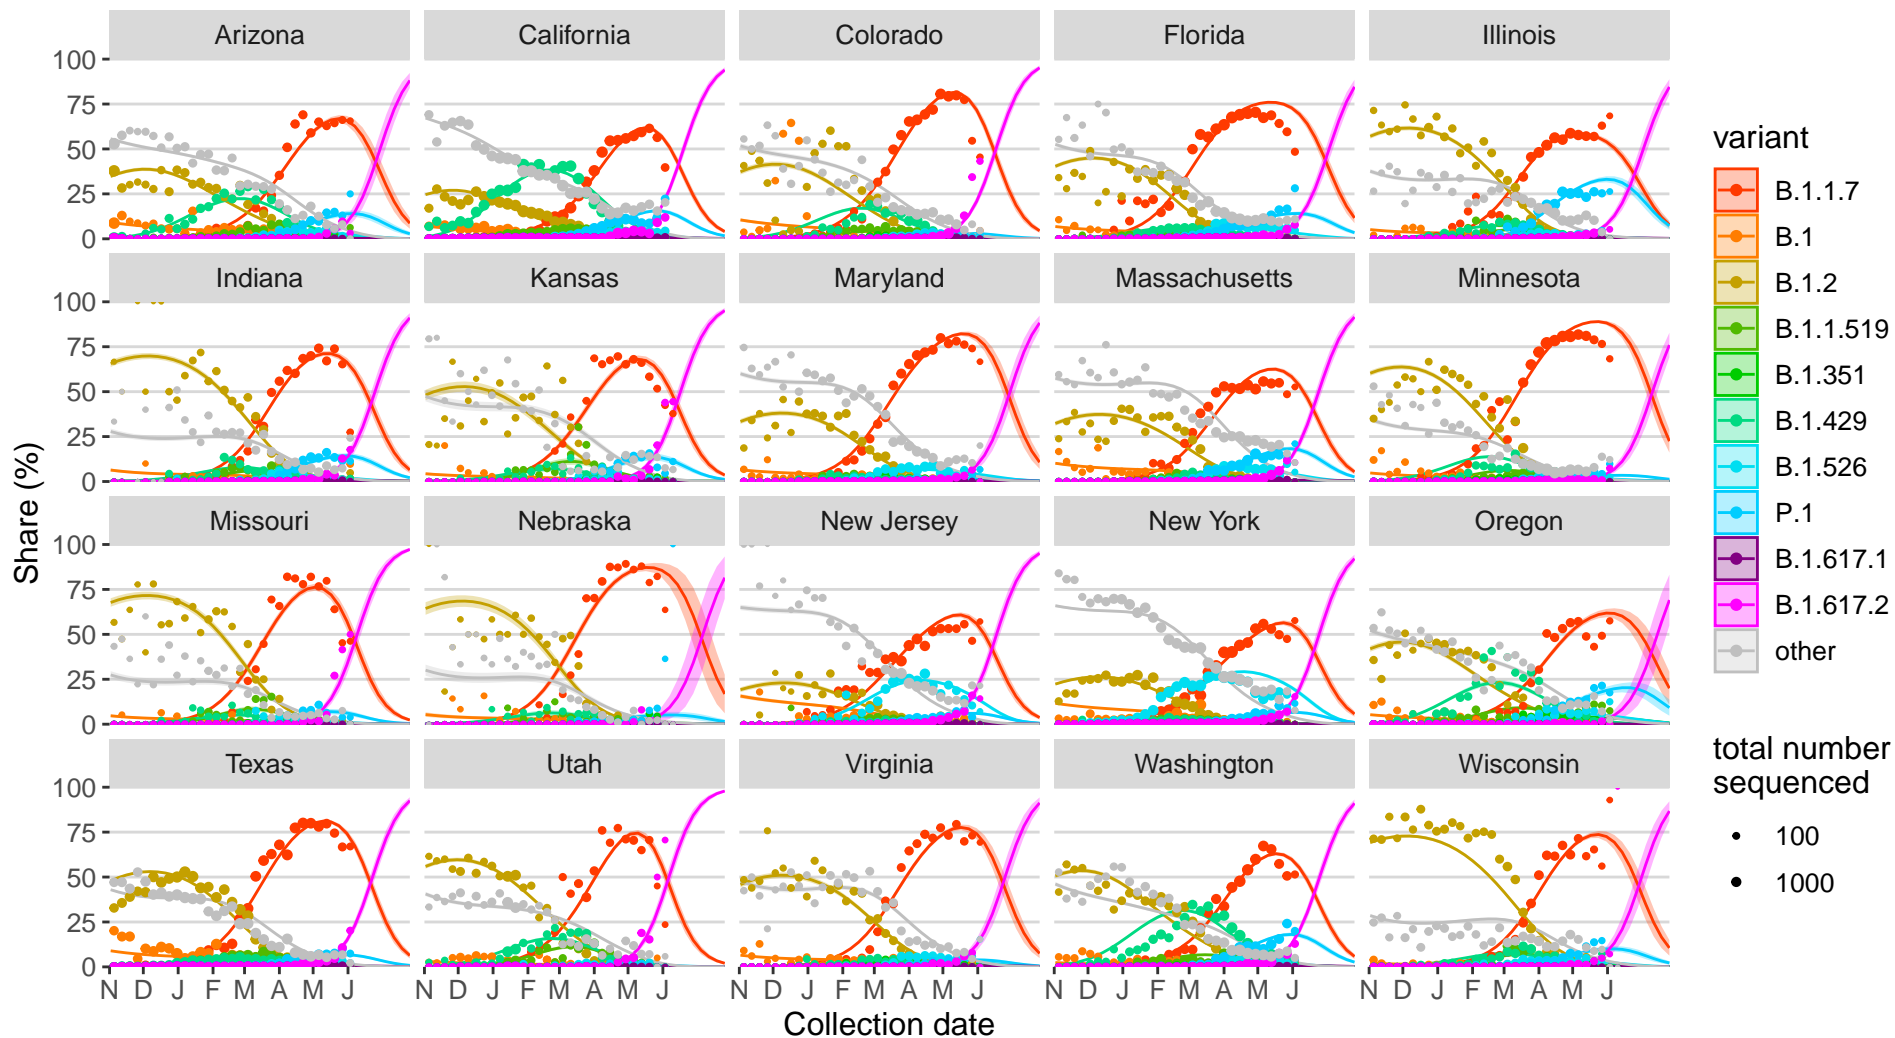 Arizona California Colorado Florida Illinois
100
75
50
25
0
Indiana Kansas Maryland Massachusetts Minnesota
100
75
50
25
0
Missouri Nebraska New Jersey New York Oregon
100
75
50
25
0
Texas Utah Virginia Washington Wisconsin
100
75
50
25
0
N D J F M A M J N D J F M A M J N D J F M A M J N D J F M A M J N D J F M A M J
Collection date
Share (%)
variant
B.1.1.7
B.1
B.1.2
B.1.1.519
B.1.351
B.1.429
B.1.526
P.1
B.1.617.1
B.1.617.2
other
total number
sequenced
100
1000